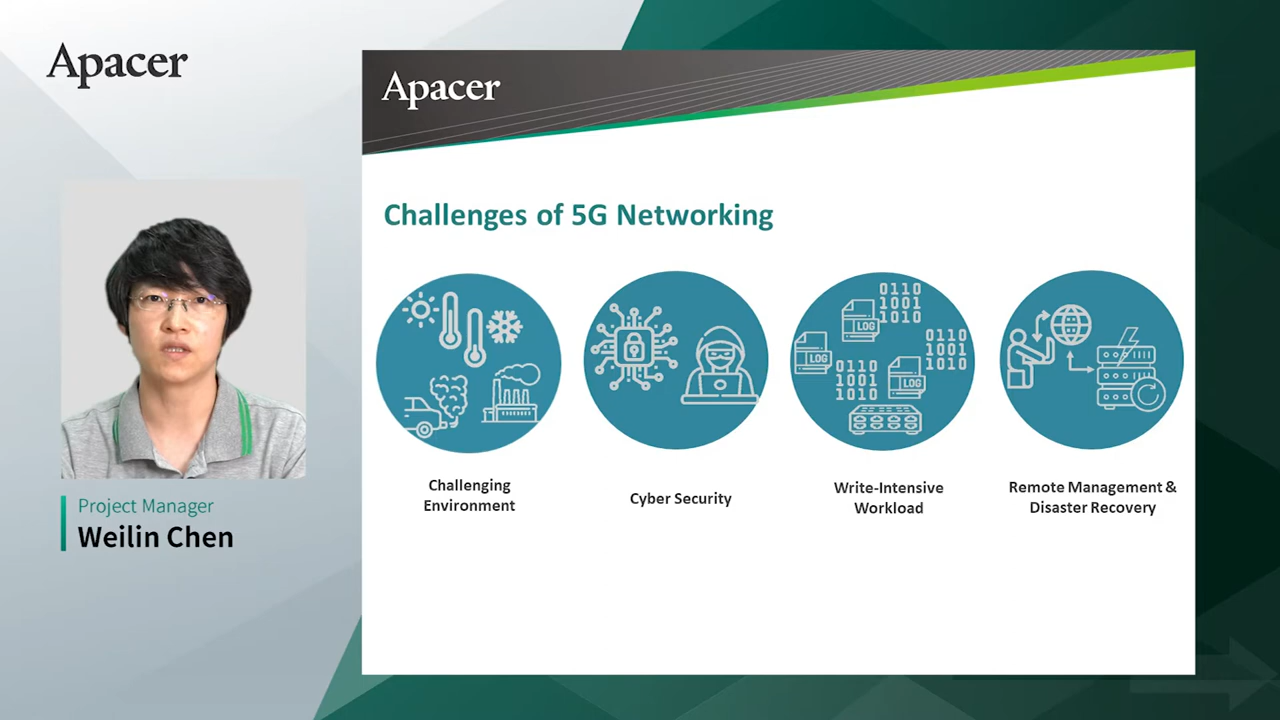 Apacer
Project Manager
Weilin Chen
Apacer
Challenges of 5G Networking
0110
1001
1010
LOG
LOG
0110
1001
1010
0110
1001
1010
LOG
Challenging
Environment
Cyber Security
Write-Intensive
Workload
Remote Management &
Disaster Recovery